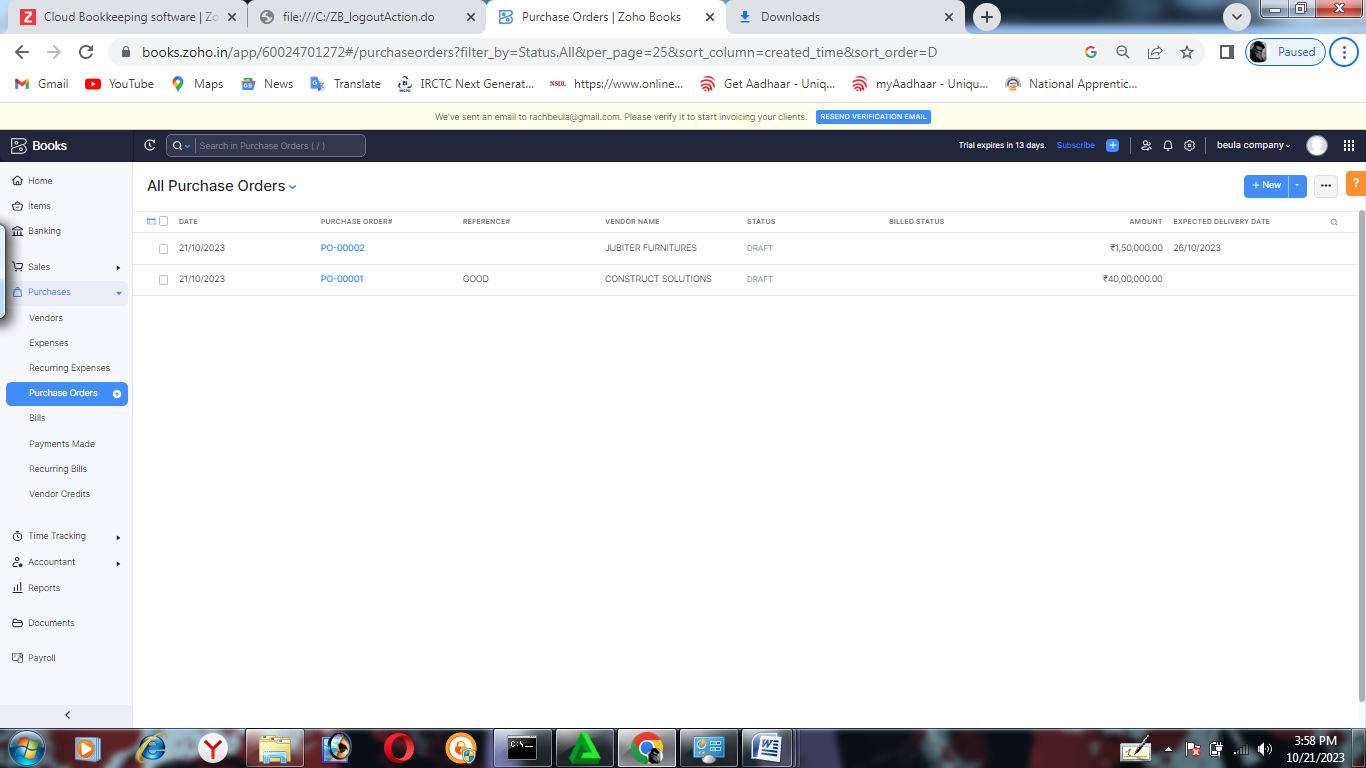 Cloud Bookkeeping software | Zo
file:///C:/ZB_logoutAction.do
Purchase Orders | Zoho Books
Downloads
books.zoho.in/app/60024701272#/purchaseorders?filter_by=Status.All&per_page=25&sort_column=created_time&sort_order=D
Paused
Gmail
YouTube
Maps
News
Translate
IRCTC Next Generat...
NSDL https://www.online...
Get Aadhaar - Uniq...
myAadhaar - Uniqu...
National Apprentic...
We've sent an email to rachbeula@gmail.com. Please verify it to start invoicing your clients. RESEND VERIFICATION EMAIL
Books
Search in Purchase Orders ( / )
Trial expires in 13 days. Subscribe
beula company
Home
Items
Banking
Sales
Purchases
Vendors
Expenses
Recurring Expenses
Purchase Orders
Bills
Payments Made
Recurring Bills
Vendor Credits
Time Tracking
Accountant
Reports
Documents
Payroll
All Purchase Orders
+ New
?
DATE PURCHASE ORDER# REFERENCE# VENDOR NAME STATUS BILLED STATUS AMOUNT EXPECTED DELIVERY DATE
21/10/2023 PO-00002 JUBITER FURNITURES DRAFT ₹1,50,000.00 26/10/2023
21/10/2023 PO-00001 GOOD CONSTRUCT SOLUTIONS DRAFT ₹40,00,000.00
3:58 PM
10/21/2023